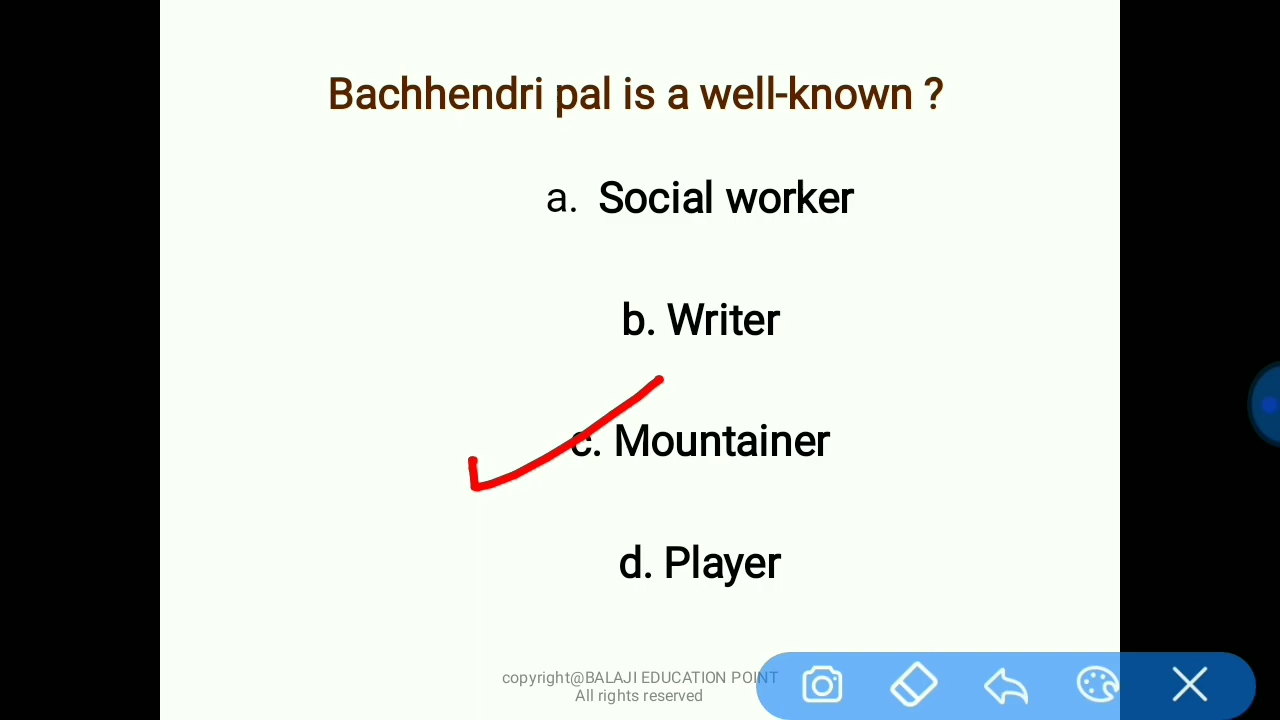 Bachhendri pal is a well-known ?
a. Social worker
b. Writer
c. Mountainer
d. Player
copyright@BALAJI EDUCATION POINT
All rights reserved